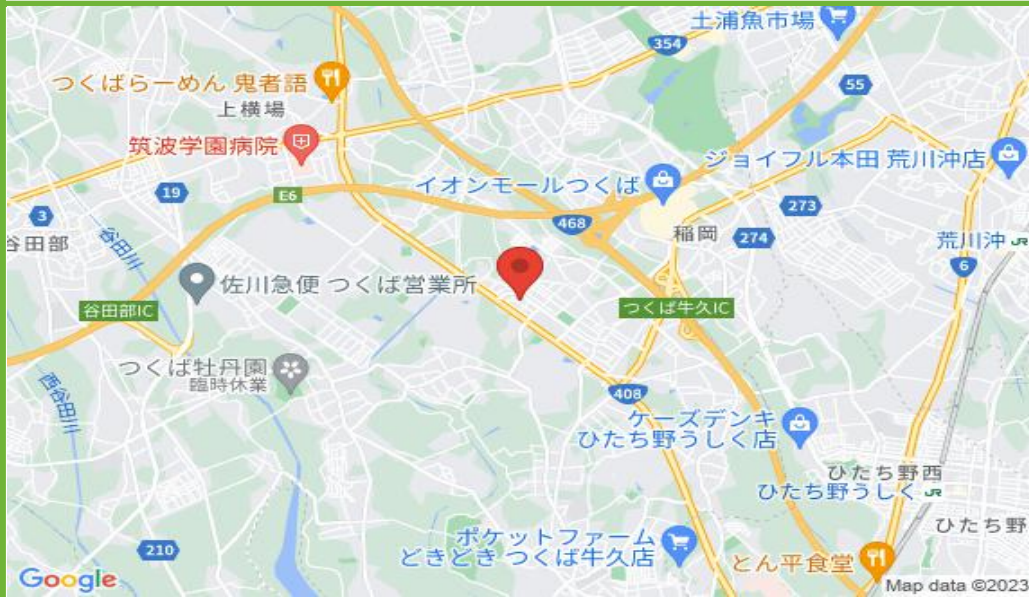 土浦魚市場
354
つくばらーめん 鬼者語
上横場
55
筑波学園病院
ジョイフル本田 荒川沖店
イオンモールつくば
19
E6
3
谷田部
谷田川
468
稲岡
273
274
荒川沖 JR
6
佐川急便 つくば営業所
谷田部IC
つくば牛久IC
つくば牡丹園
臨時休業
西谷田川
408
ケーズデンキ
ひたち野うしく店
ひたち野西
ひたち野うしく JR
ひたち野
210
ポケットファーム
どきどき つくば牛久店
とん平食堂
Google
Map data ©2023